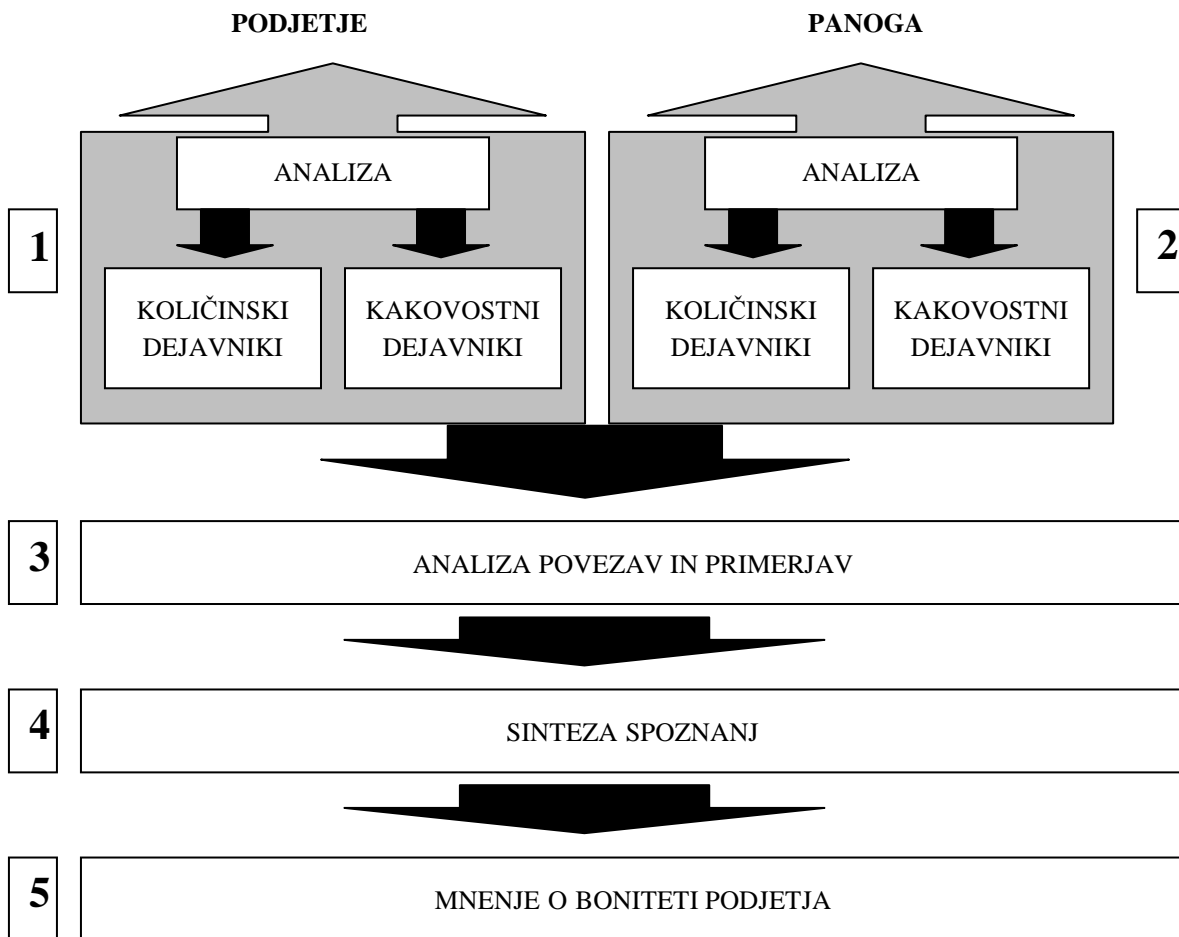 PODJETJE
PANOGA
ANALIZA
ANALIZA
1
2
KOLIČINSKI
DEJAVNIKI
KAKOVOSTNI
DEJAVNIKI
KOLIČINSKI
DEJAVNIKI
KAKOVOSTNI
DEJAVNIKI
3
ANALIZA POVEZAV IN PRIMERJAV
4
SINTEZA SPOZNANJ
5
MNENJE O BONITETI PODJETJA